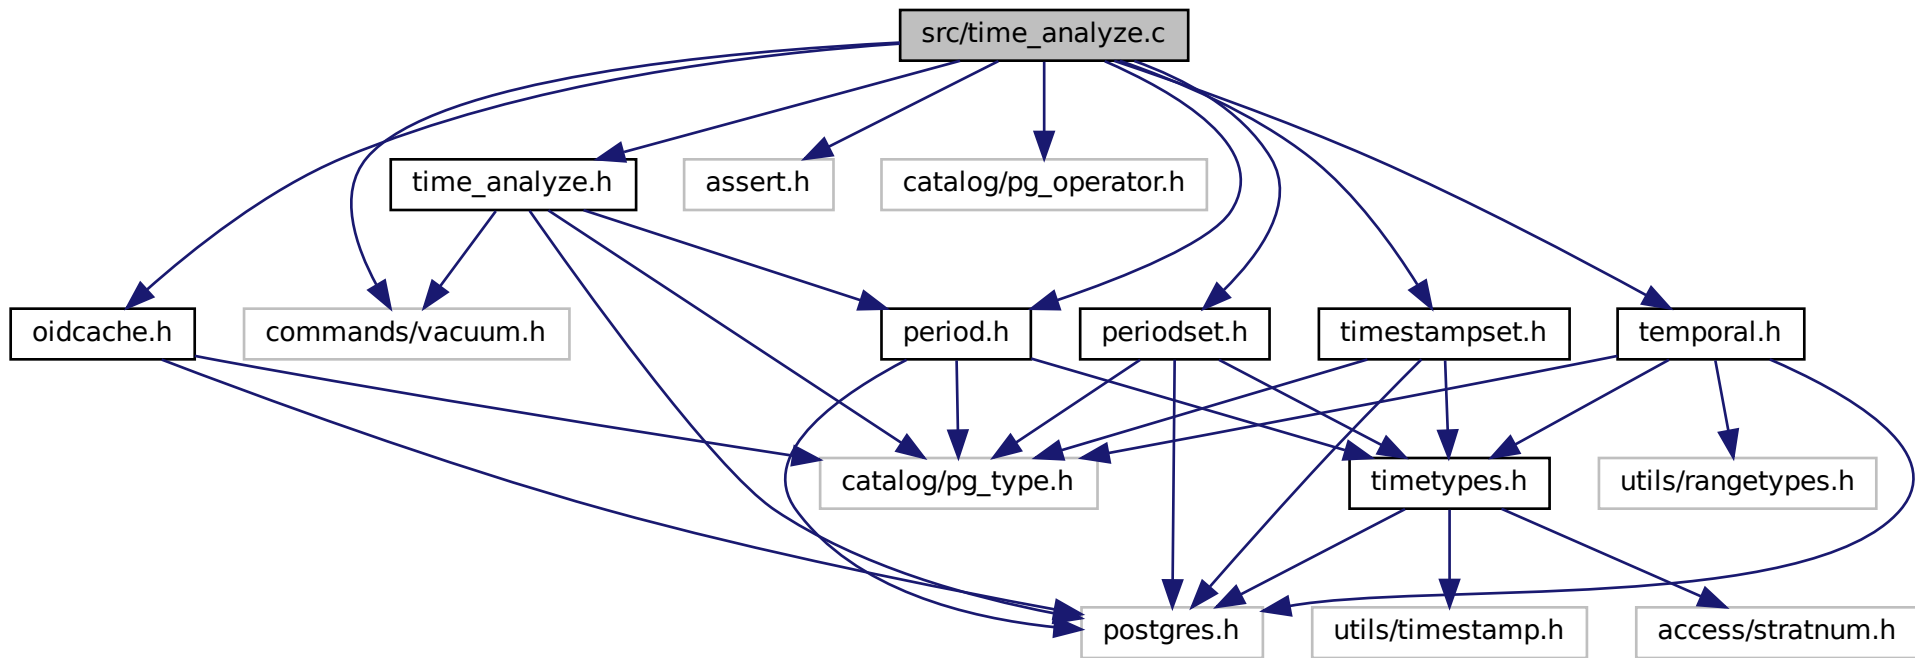 src/time_analyze.c
time_analyze.h
assert.h
catalog/pg_operator.h
oidcache.h
commands/vacuum.h
period.h
periodset.h
timestampset.h
temporal.h
catalog/pg_type.h
timetypes.h
utils/rangetypes.h
postgres.h
utils/timestamp.h
access/stratnum.h